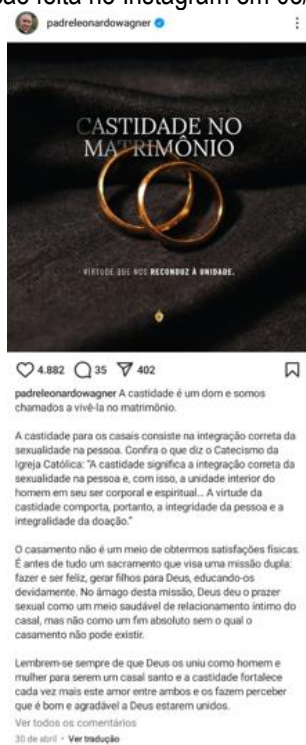 padreleonardowagner
CASTIDADE NO
MATRIMÔNIO
VIRTUDE QUE NOS RECONDUZ À UNIDADE.
4.882 35 402
padreleonardowagner A castidade é um dom e somos
chamados a vivê-la no matrimônio.
A castidade para os casais consiste na integração correta da
sexualidade na pessoa. Confira o que diz o Catecismo da
Igreja Católica: “A castidade significa a integração correta da
sexualidade na pessoa e, com isso, a unidade interior do
homem em seu ser corporal e espiritual... A virtude da
castidade comporta, portanto, a integridade da pessoa e a
integralidade da doação.”
O casamento não é um meio de obtermos satisfações físicas.
É antes de tudo um sacramento que visa uma missão dupla:
fazer e ser feliz, gerar filhos para Deus, educando-os
devidamente. No âmago desta missão, Deus deu o prazer
sexual como um meio saudável de relacionamento íntimo do
casal, mas não como um fim absoluto sem o qual o
casamento não pode existir.
Lembrem-se sempre de que Deus os uniu como homem e
mulher para serem um casal santo e a castidade fortalece
cada vez mais este amor entre ambos e os fazem perceber
que é bom e agradável a Deus estarem unidos.
Ver todos os comentários
30 de abril • Ver tradução